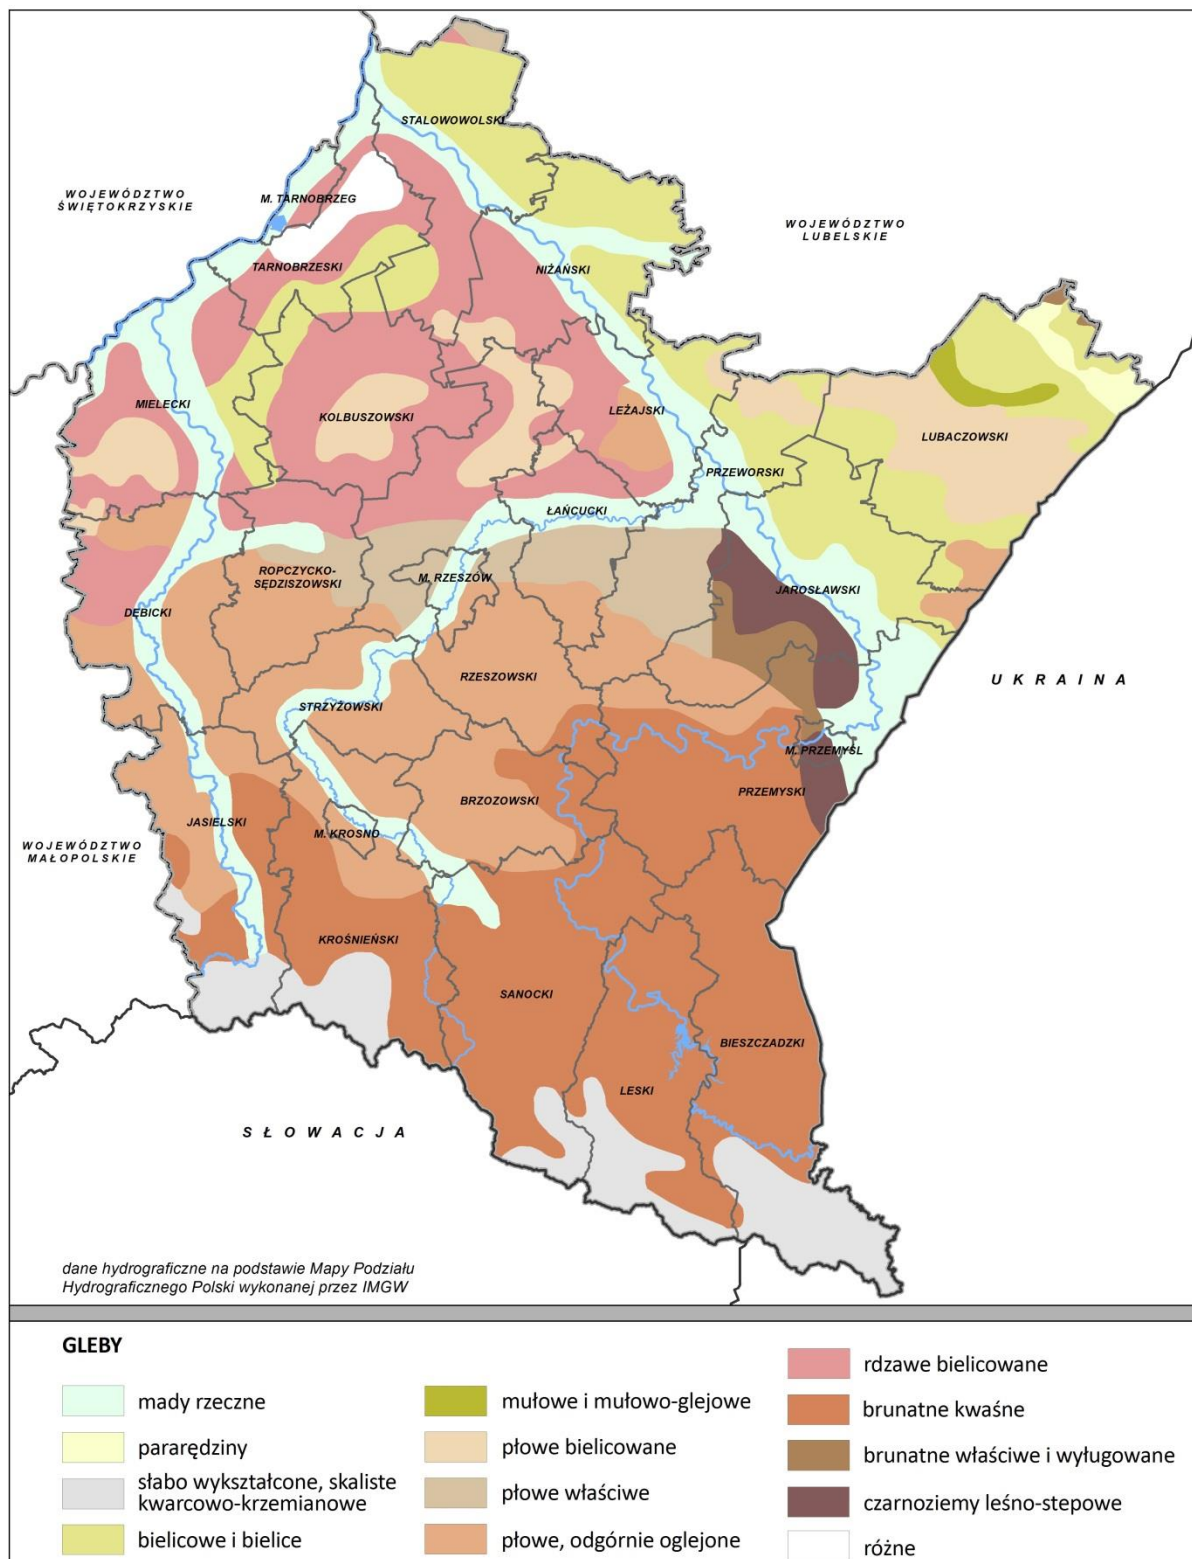 STALOWOWOLSKI
WOJEWÓDZTWO
ŚWIĘTOKRZYSKIE
M. TARNOBRZEG
WOJEWÓDZTWO
LUBELSKIE
TARNOBRZESKI
NIŻAŃSKI
MIELECKI
KOLBUSZOWSKI
LEŻAJSKI
LUBACZOWSKI
PRZEWORSKI
ŁAŃCUCKI
ROPCZYCKO-
SĘDZISZOWSKI
M. RZESZÓW
JAROSŁAWSKI
DĘBICKI
RZESZOWSKI
UKRAINA
STRZYŻOWSKI
M. PRZEMYŚL
PRZEMYSKI
BRZOZOWSKI
JASIELSKI
M. KROSNO
WOJEWÓDZTWO
MAŁOPOLSKIE
KROŚNIEŃSKI
SANOCKI
BIESZCZADZKI
LESKI
SŁOWACJA
dane hydrograficzne na podstawie Mapy Podziału
Hydrograficznego Polski wykonanej przez IMGW
GLEBY
mady rzeczne
pararędziny
słabo wykształcone, skaliste
kwarcowo-krzemianowe
bielicowe i bielice
mułowe i mułowo-glejowe
płowe bielicowane
płowe właściwe
płowe, odgórnie oglejone
rdzawe bielicowane
brunatne kwaśne
brunatne właściwe i wyługowane
czarnoziemy leśno-stepowe
różne